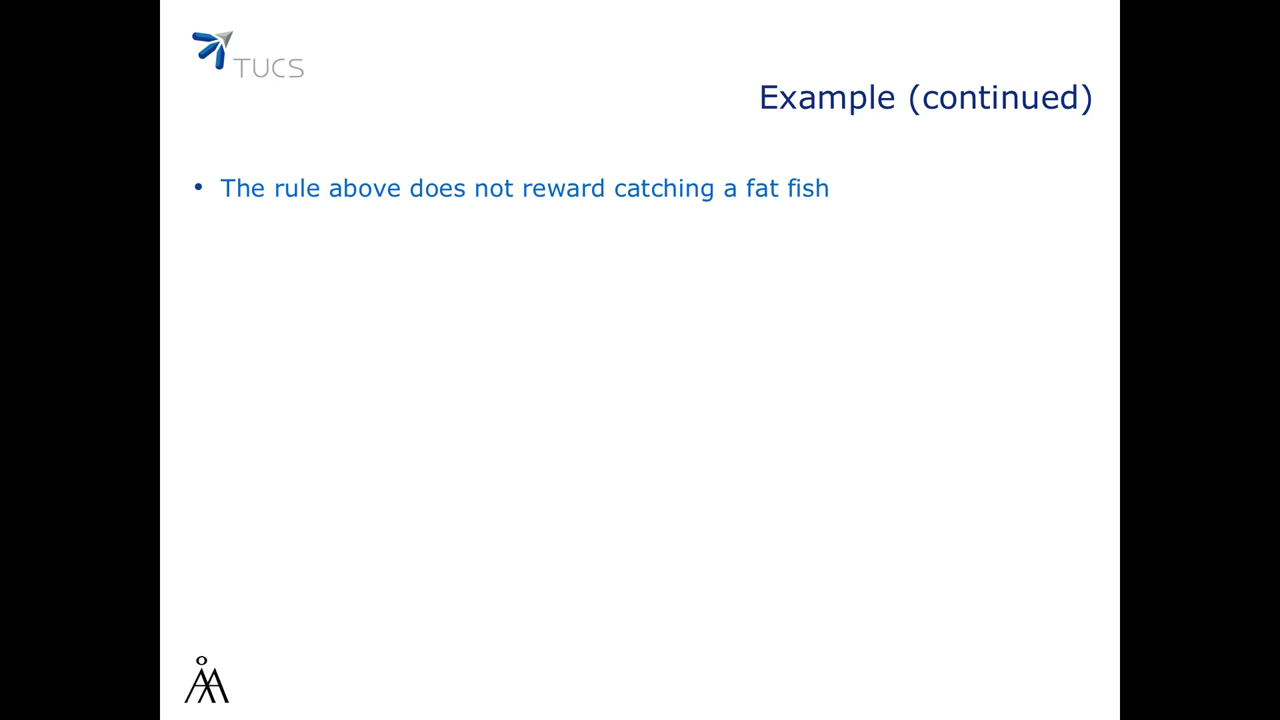 TUCS
Example (continued)
• The rule above does not reward catching a fat fish